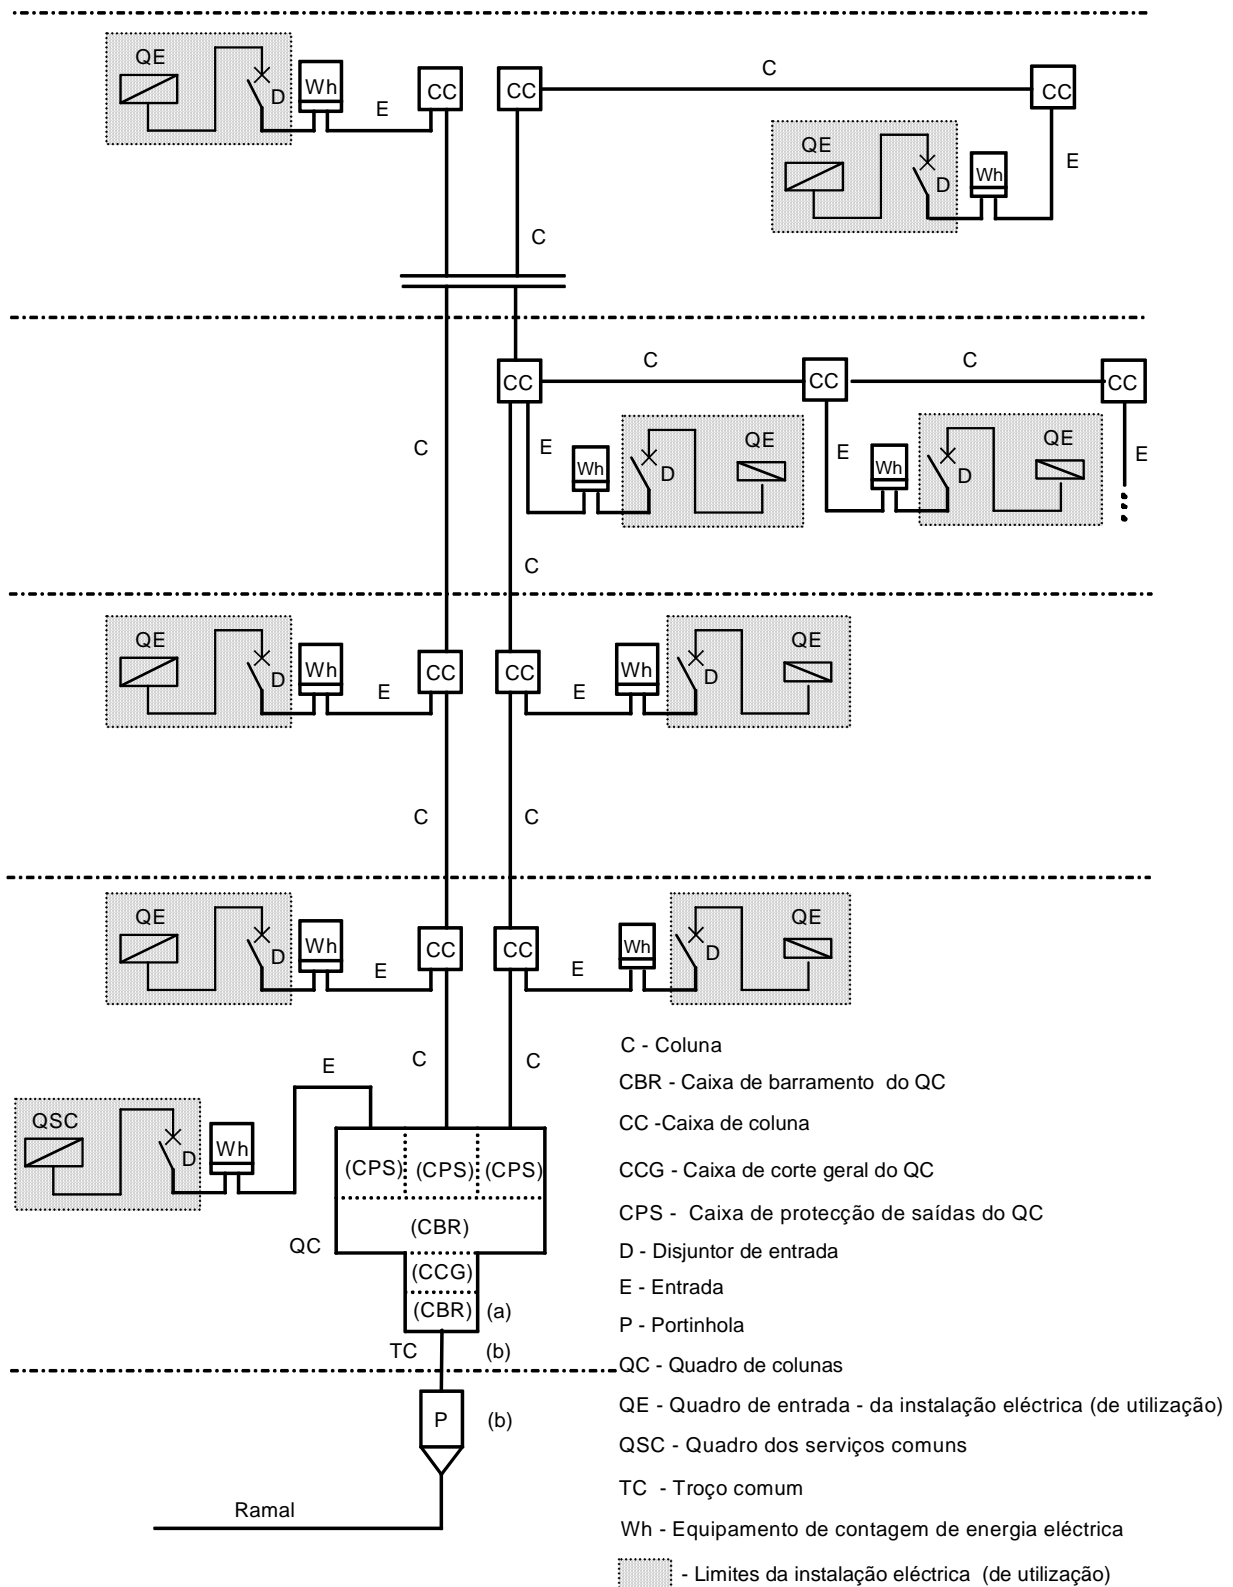 QE
D
Wh
E
CC
CC
C
CC
QE
D
Wh
E
C
C
CC
C
CC
C
CC
E
Wh
D
QE
E
Wh
D
QE
E
C
QE
D
Wh
E
CC
CC
E
Wh
D
QE
C
C
QE
D
Wh
E
CC
CC
E
Wh
D
QE
E
C
C
QSC
D
Wh
(CPS)
(CPS)
(CPS)
(CBR)
QC
(CCG)
(CBR) (a)
TC (b)
P (b)
Ramal
C - Coluna
CBR - Caixa de barramento do QC
CC -Caixa de coluna
CCG - Caixa de corte geral do QC
CPS - Caixa de protecção de saídas do QC
D - Disjuntor de entrada
E - Entrada
P - Portinhola
QC - Quadro de colunas
QE - Quadro de entrada - da instalação eléctrica (de utilização)
QSC - Quadro dos serviços comuns
TC - Troço comum
Wh - Equipamento de contagem de energia eléctrica
- Limites da instalação eléctrica (de utilização)